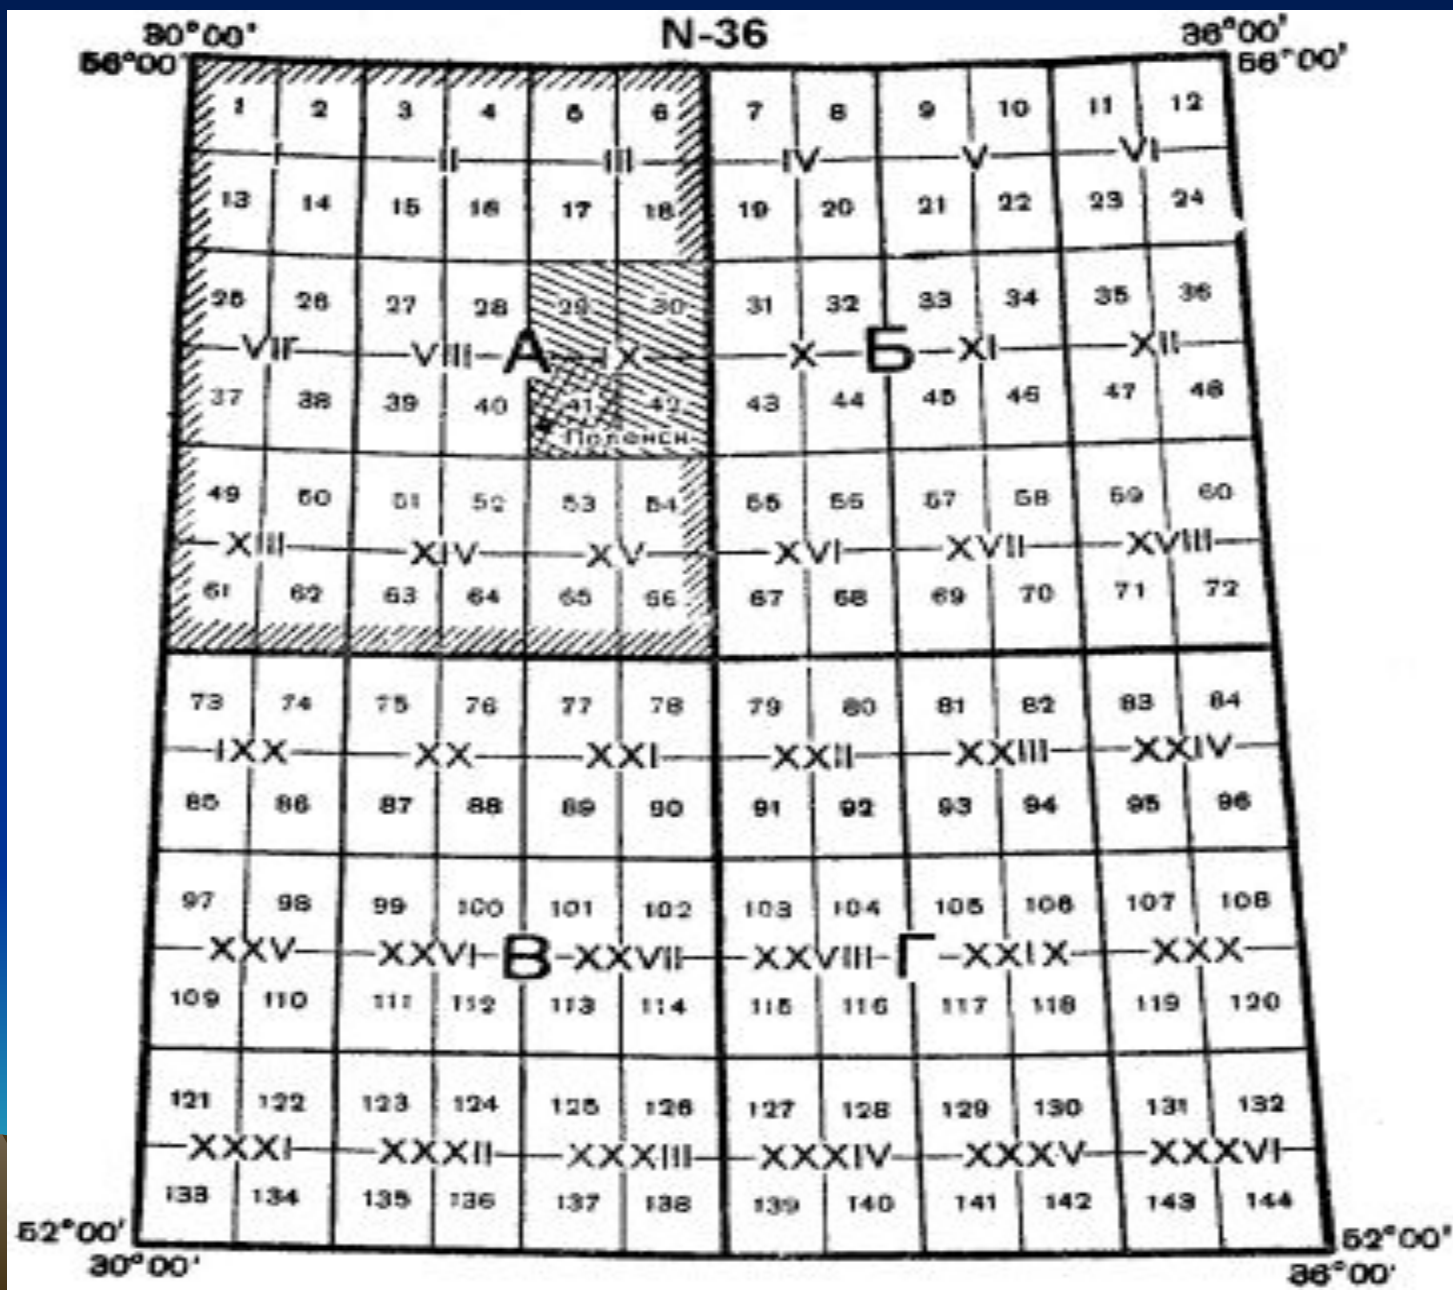 N-36
30°00' 36°00'
56°00' 56°00'
1 2 3 4 5 6 7 8 9 10 11 12
II III IV V VI
13 14 15 16 17 18 19 20 21 22 23 24
25 26 27 28 29 30 31 32 33 34 35 36
VII VIII А IX X Б XI XII
37 38 39 40 41 42 43 44 45 46 47 48
49 50 51 52 53 54 55 56 57 58 59 60
XIII XIV XV XVI XVII XVIII
61 62 63 64 65 66 67 68 69 70 71 72
73 74 75 76 77 78 79 80 81 82 83 84
IXX XX XXI XXII XXIII XXIV
85 86 87 88 89 90 91 92 93 94 95 96
97 98 99 100 101 102 103 104 105 106 107 108
XXV XXVI В XXVII XXVIII Г XXIX XXX
109 110 111 112 113 114 115 116 117 118 119 120
121 122 123 124 125 126 127 128 129 130 131 132
XXXI XXXII XXXIII XXXIV XXXV XXXVI
133 134 135 136 137 138 139 140 141 142 143 144
52°00' 52°00'
30°00' 36°00'